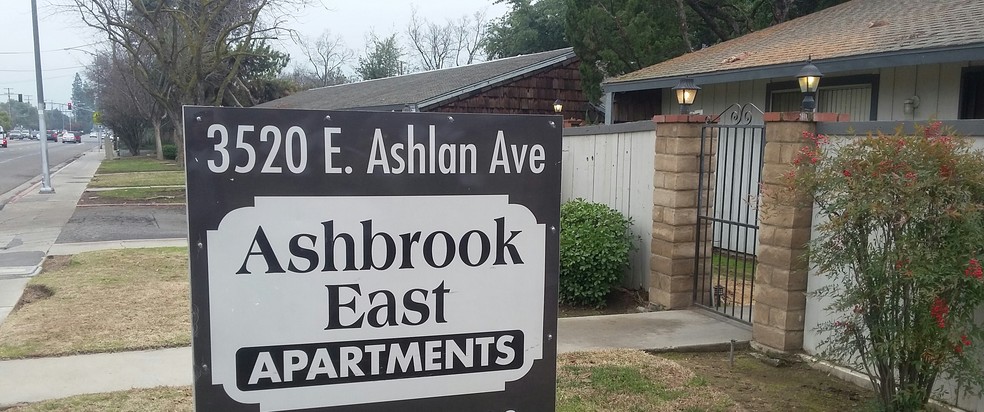 3520 E. Ashlan Ave
Ashbrook
East
APARTMENTS